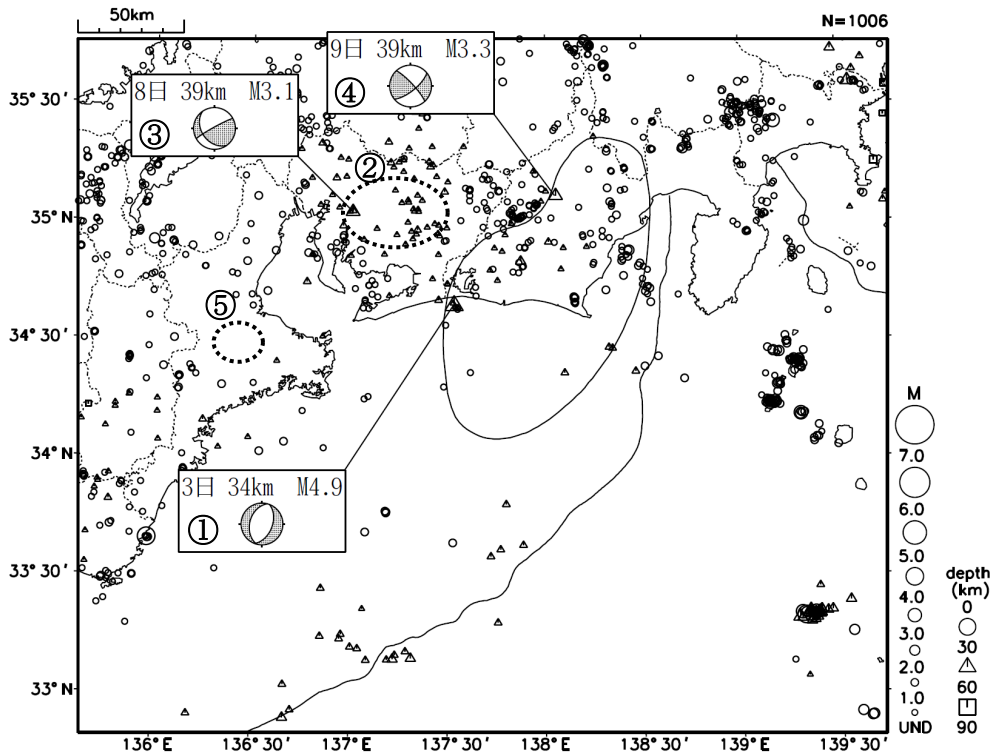 50km
N=1006
9日 39km M3.3
④
8日 39km M3.1
③
②
⑤
3日 34km M4.9
①
35°30′
35°N
34°30′
34°N
33°30′
33°N
136°E
136°30′
137°E
137°30′
138°E
138°30′
139°E
139°30′
M
7.0
6.0
5.0
4.0
3.0
2.0
1.0
UND
depth
(km)
0
30
60
90